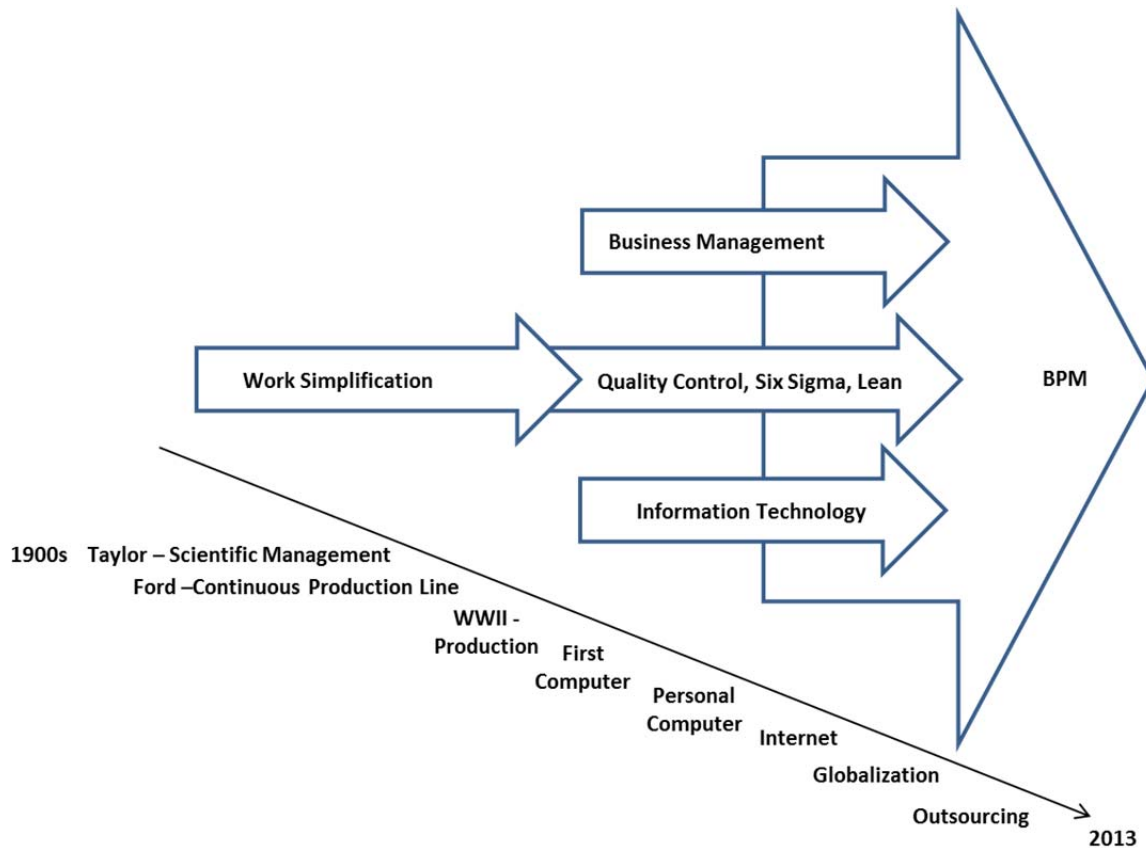 Business Management
Work Simplification
Quality Control, Six Sigma, Lean
BPM
Information Technology
1900s Taylor – Scientific Management
Ford –Continuous Production Line
WWII -
Production
First
Computer
Personal
Computer
Internet
Globalization
Outsourcing
2013